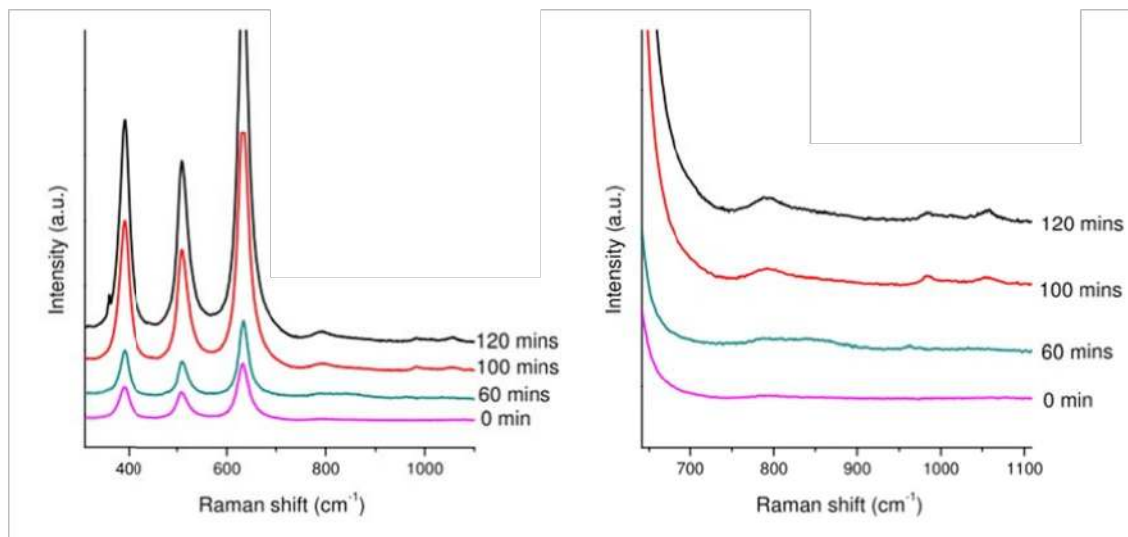 Intensity (a.u.)
120 mins
100 mins
60 mins
0 min
400 600 800 1000
Raman shift (cm⁻¹)
Intensity (a.u.)
120 mins
100 mins
60 mins
0 min
700 800 900 1000 1100
Raman shift (cm⁻¹)